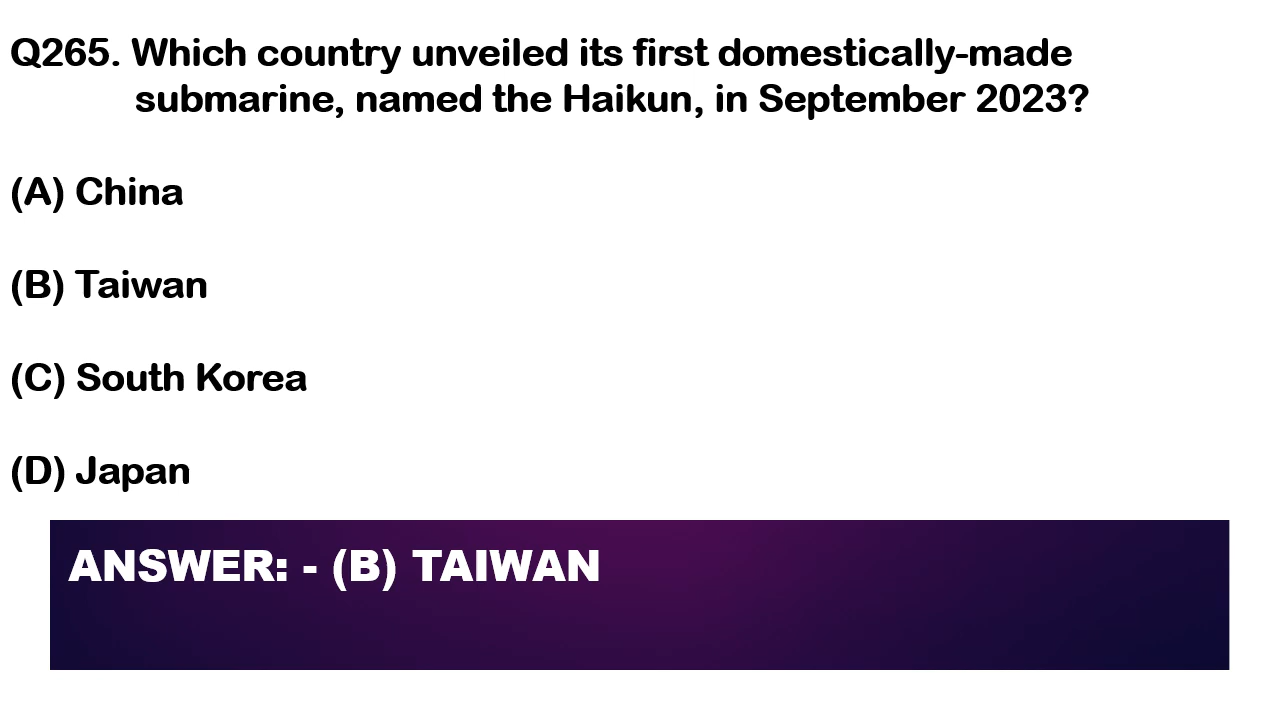 Q265. Which country unveiled its first domestically-made
submarine, named the Haikun, in September 2023?
(A) China
(B) Taiwan
(C) South Korea
(D) Japan
ANSWER: - (B) TAIWAN